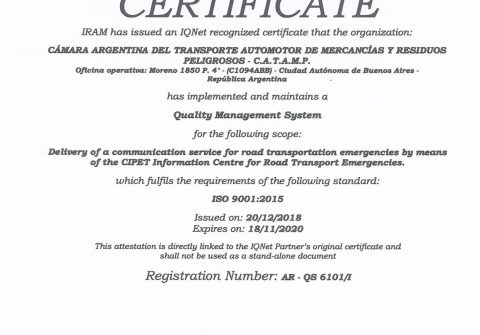 CERTIFICATE
IRAM has issued an IQNet recognized certificate that the organization:
CÁMARA ARGENTINA DEL TRANSPORTE AUTOMOTOR DE MERCANCÍAS Y RESIDUOS
PELIGROSOS - C.A.T.A.M.P.
Oficina operativa: Moreno 1850 P. 4° - (C1094ABB) - Ciudad Autónoma de Buenos Aires -
República Argentina
has implemented and maintains a
Quality Management System
for the following scope:
Delivery of a communication service for road transportation emergencies by means
of the CIPET Information Centre for Road Transport Emergencies.
which fulfils the requirements of the following standard:
ISO 9001:2015
Issued on: 20/12/2018
Expires on: 18/11/2020
This attestation is directly linked to the IQNet Partner's original certificate and
shall not be used as a stand-alone document
Registration Number: AR - QS 6101/I